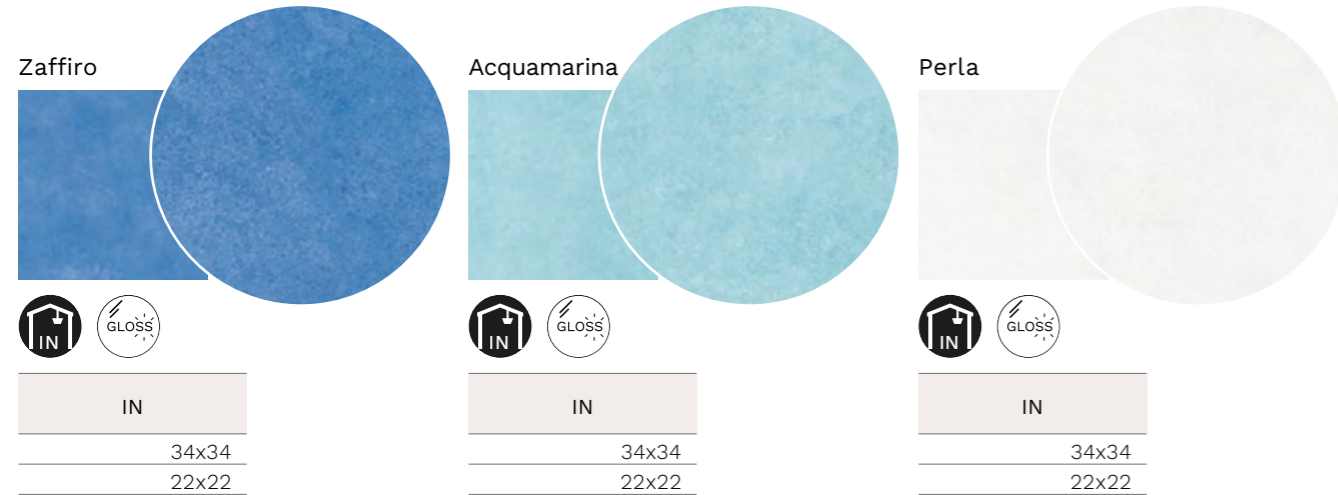 Zaffiro
IN
GLOSS
IN
34x34
22x22
Acquamarina
IN
GLOSS
IN
34x34
22x22
Perla
IN
GLOSS
IN
34x34
22x22